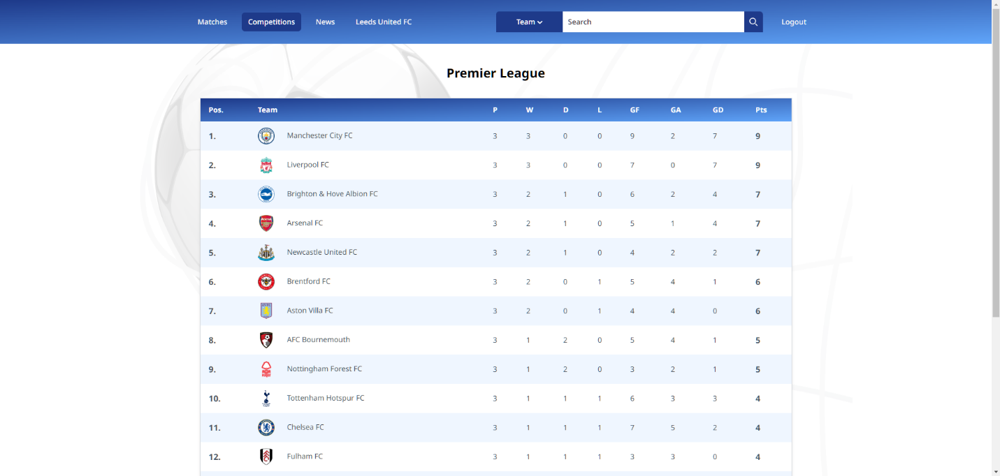 Matches Competitions News Leeds United FC Team Search Logout
Premier League
Pos. Team P W D L GF GA GD Pts
1. Manchester City FC 3 3 0 0 9 2 7 9
2. Liverpool FC 3 3 0 0 7 0 7 9
3. Brighton & Hove Albion FC 3 2 1 0 6 2 4 7
4. Arsenal FC 3 2 1 0 5 1 4 7
5. Newcastle United FC 3 2 1 0 4 2 2 7
6. Brentford FC 3 2 0 1 5 4 1 6
7. Aston Villa FC 3 2 0 1 4 4 0 6
8. AFC Bournemouth 3 1 2 0 5 4 1 5
9. Nottingham Forest FC 3 1 2 0 3 2 1 5
10. Tottenham Hotspur FC 3 1 1 1 6 3 3 4
11. Chelsea FC 3 1 1 1 7 5 2 4
12. Fulham FC 3 1 1 1 3 3 0 4